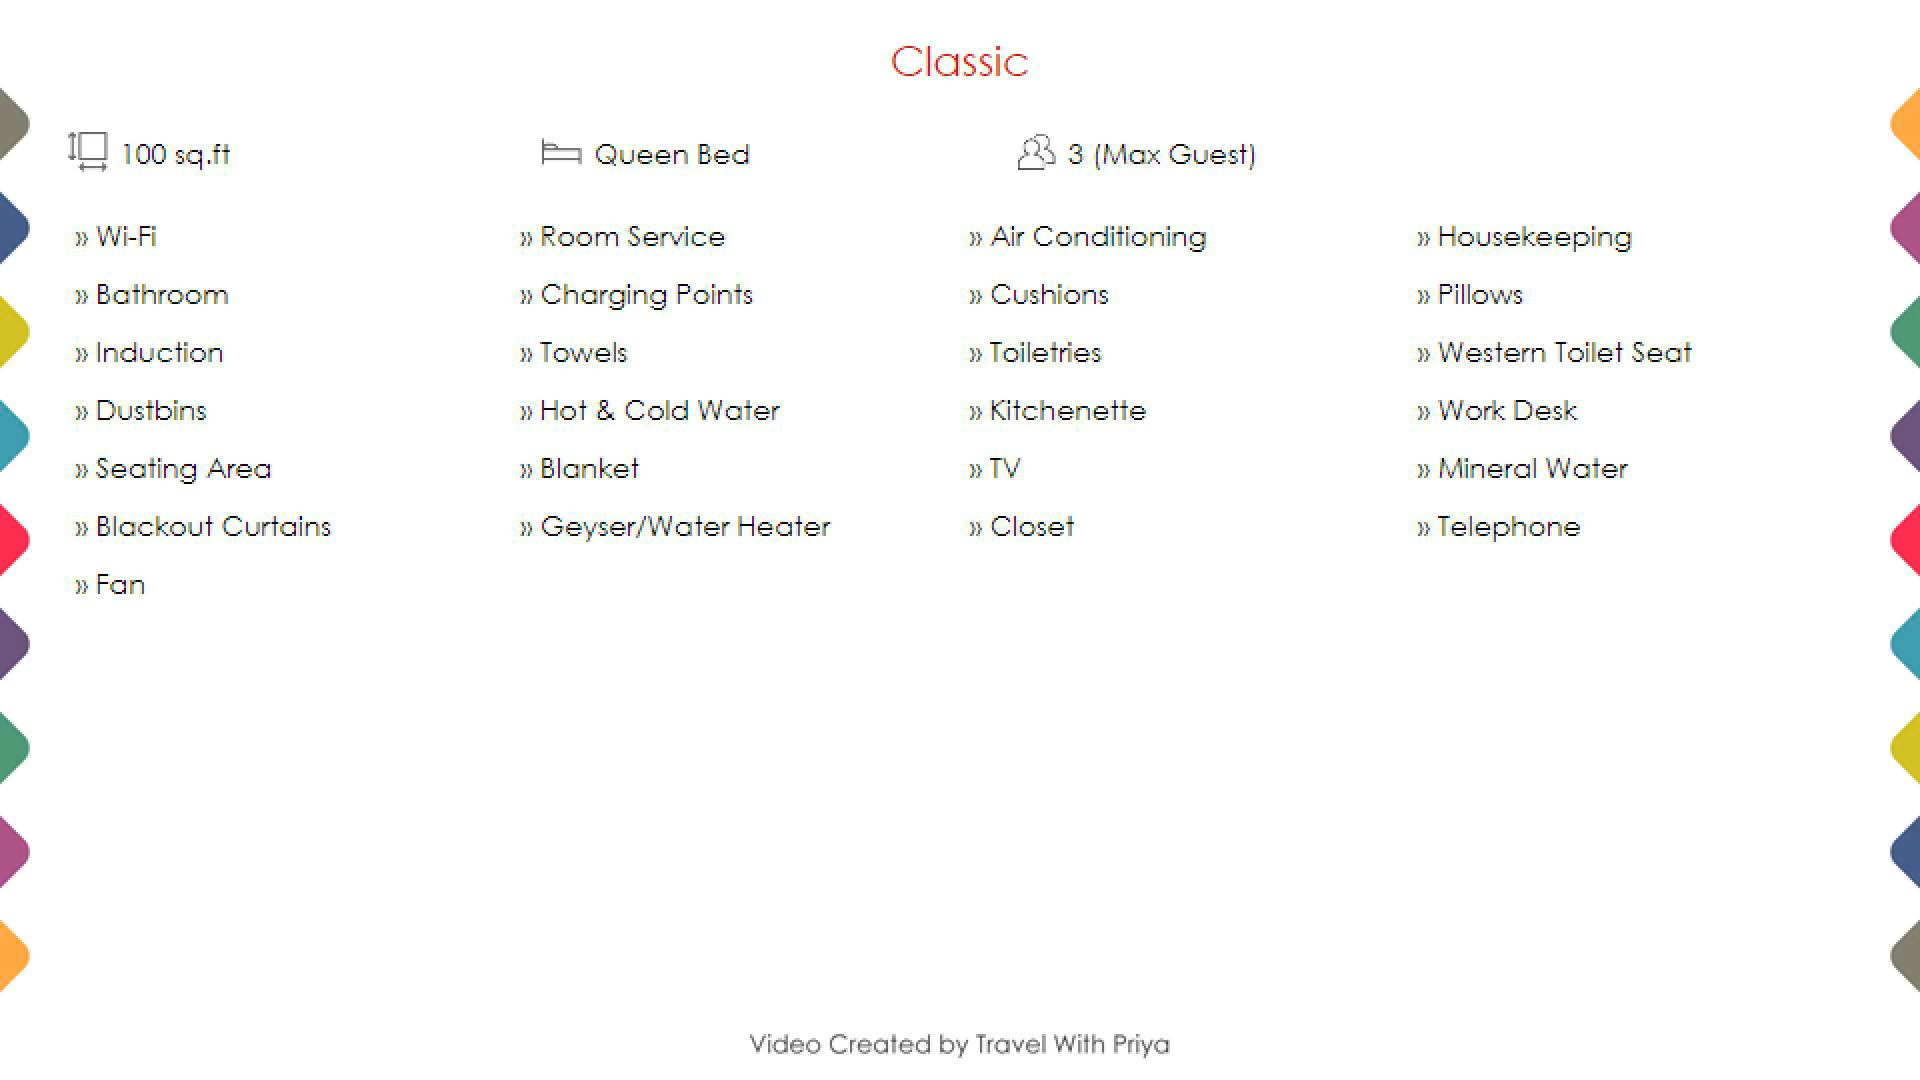 Classic
100 sq.ft Queen Bed 3 (Max Guest)
» Wi-Fi » Room Service » Air Conditioning » Housekeeping
» Bathroom » Charging Points » Cushions » Pillows
» Induction » Towels » Toiletries » Western Toilet Seat
» Dustbins » Hot & Cold Water » Kitchenette » Work Desk
» Seating Area » Blanket » TV » Mineral Water
» Blackout Curtains » Geyser/Water Heater » Closet » Telephone
» Fan
Video Created by Travel With Priya